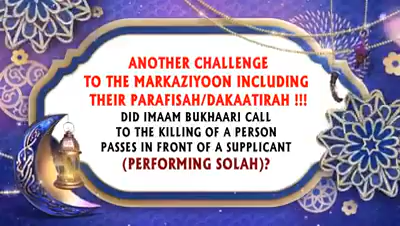 ANOTHER CHALLENGE
TO THE MARKAZIYOON INCLUDING
THEIR PARAFISAH/DAKAATIRAH !!!
DID IMAAM BUKHAARI CALL
TO THE KILLING OF A PERSON
PASSES IN FRONT OF A SUPPLICANT
(PERFORMING SOLAH)?